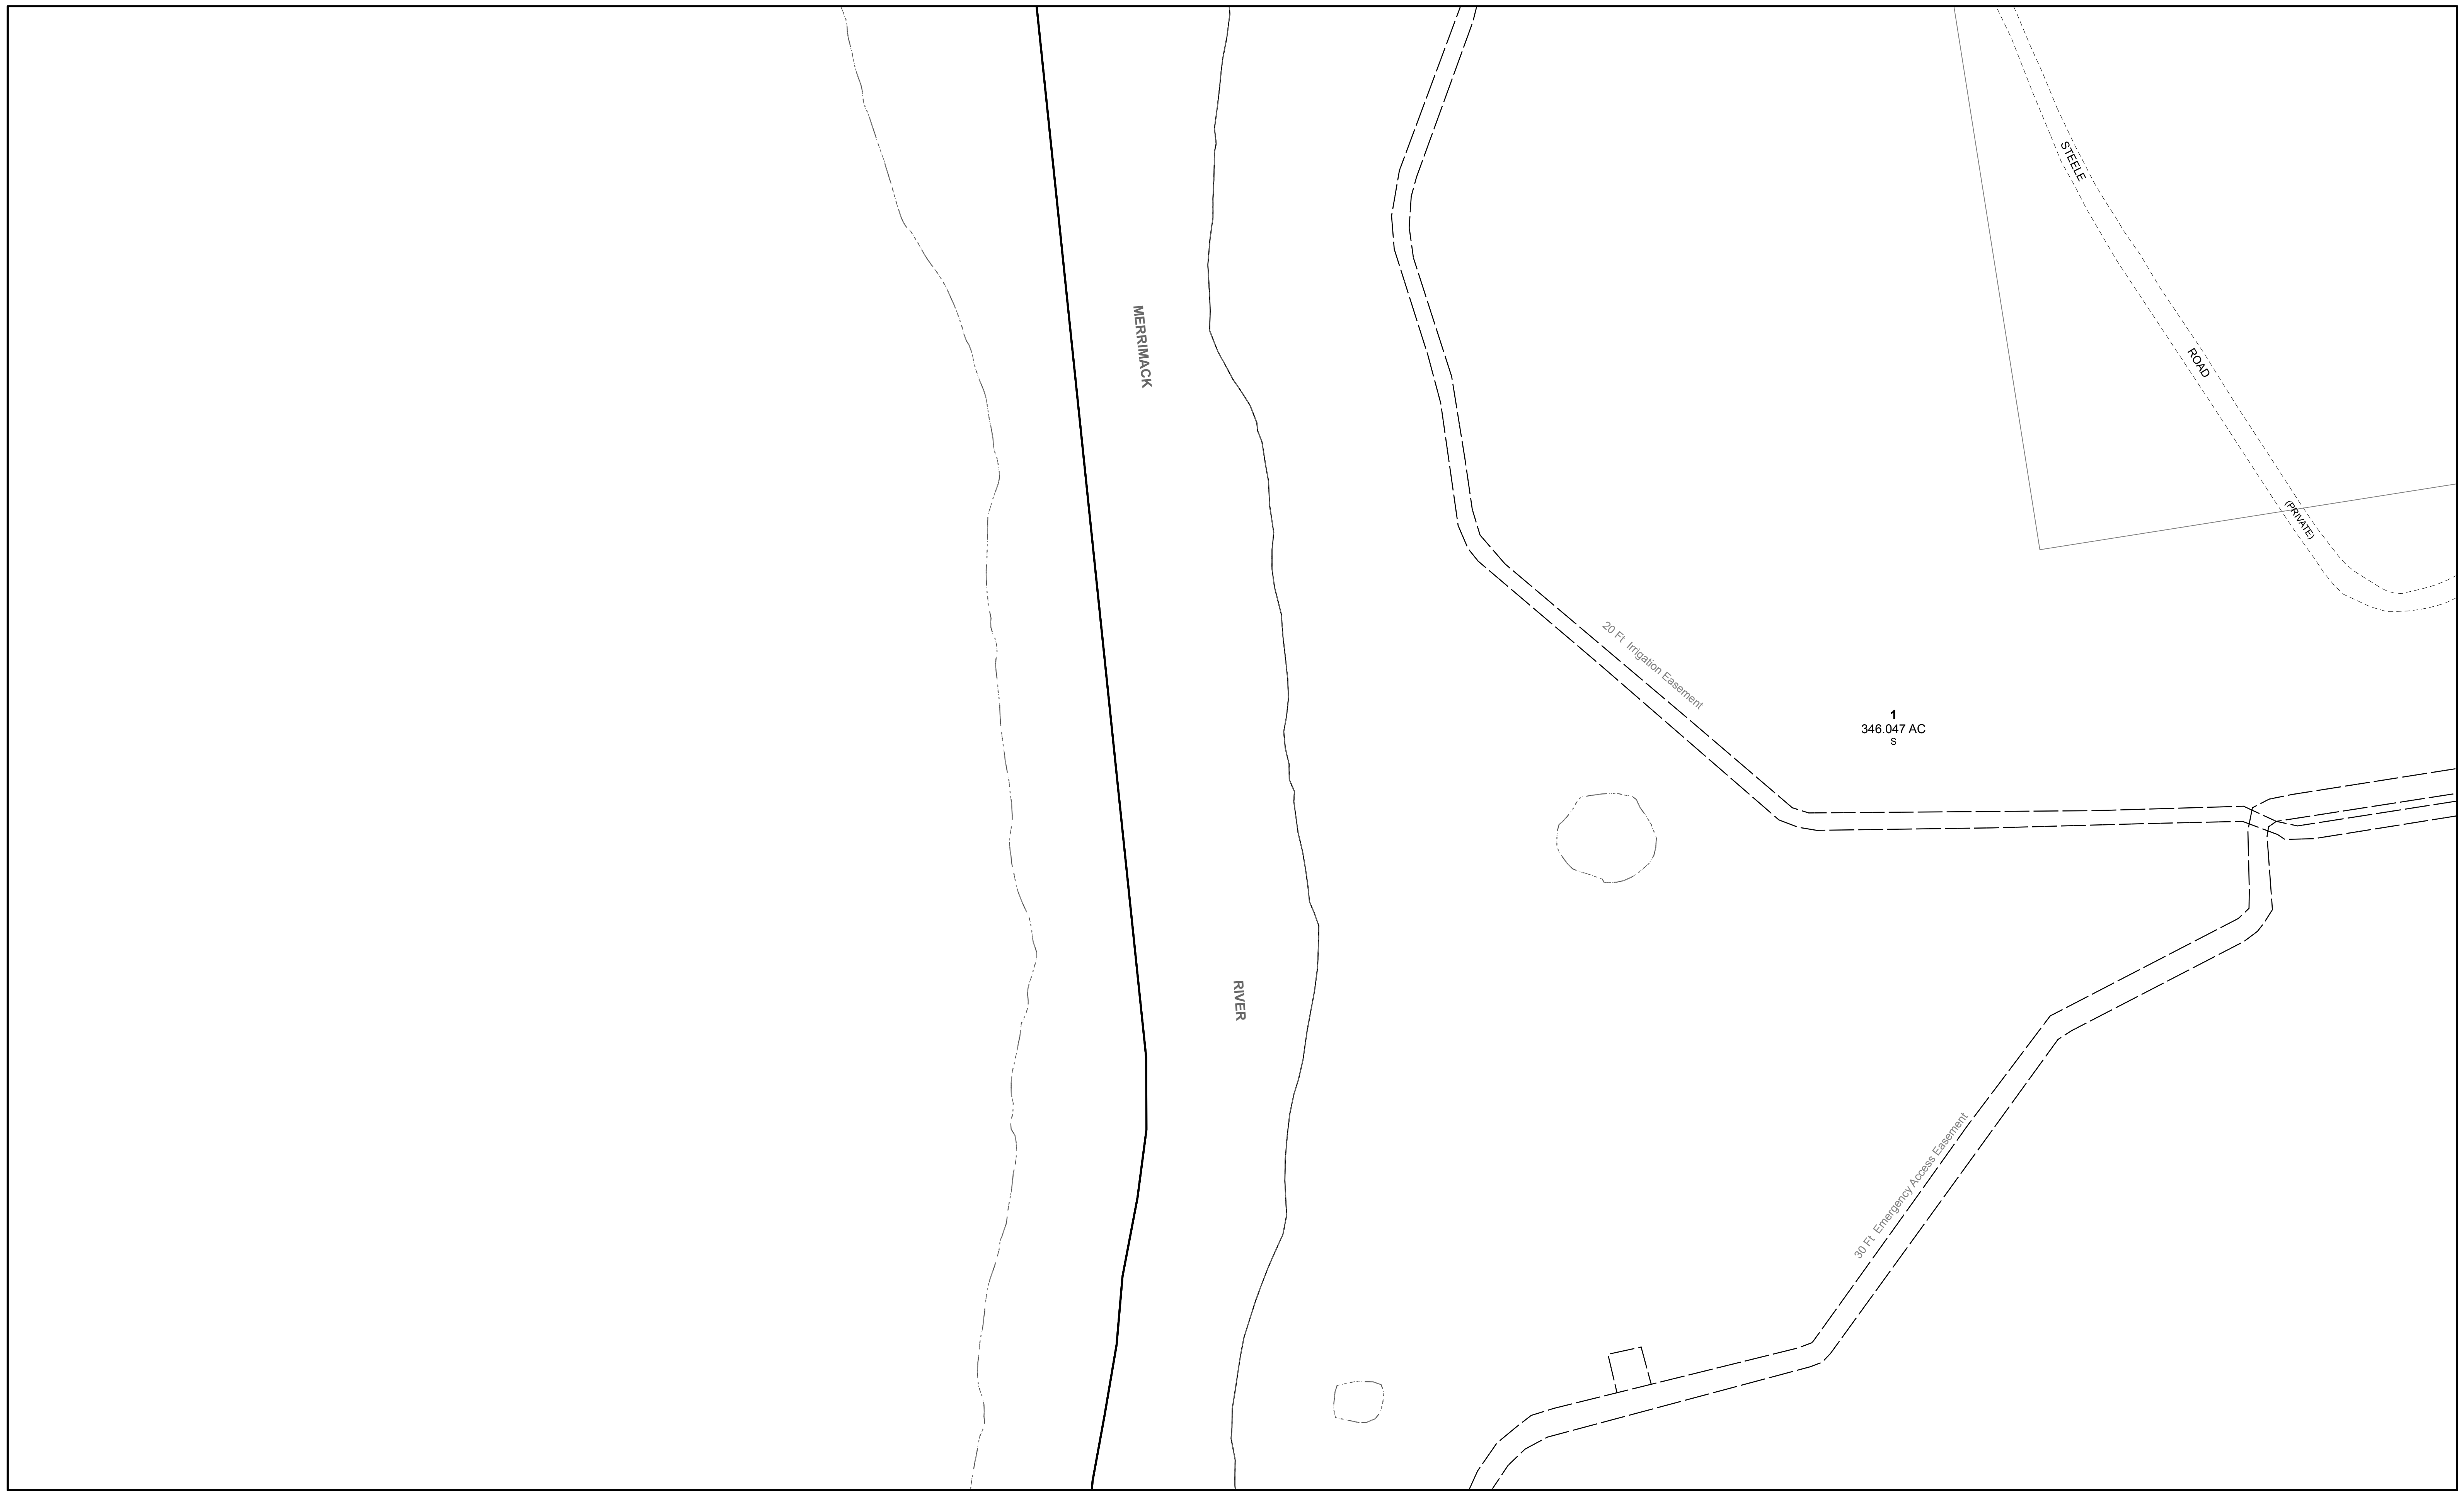 STEELE
ROAD
(PRIVATE)
MERRIMACK
RIVER
20 Ft Irrigation Easement
1
346.047 AC
S
30 Ft Emergency Access Easement